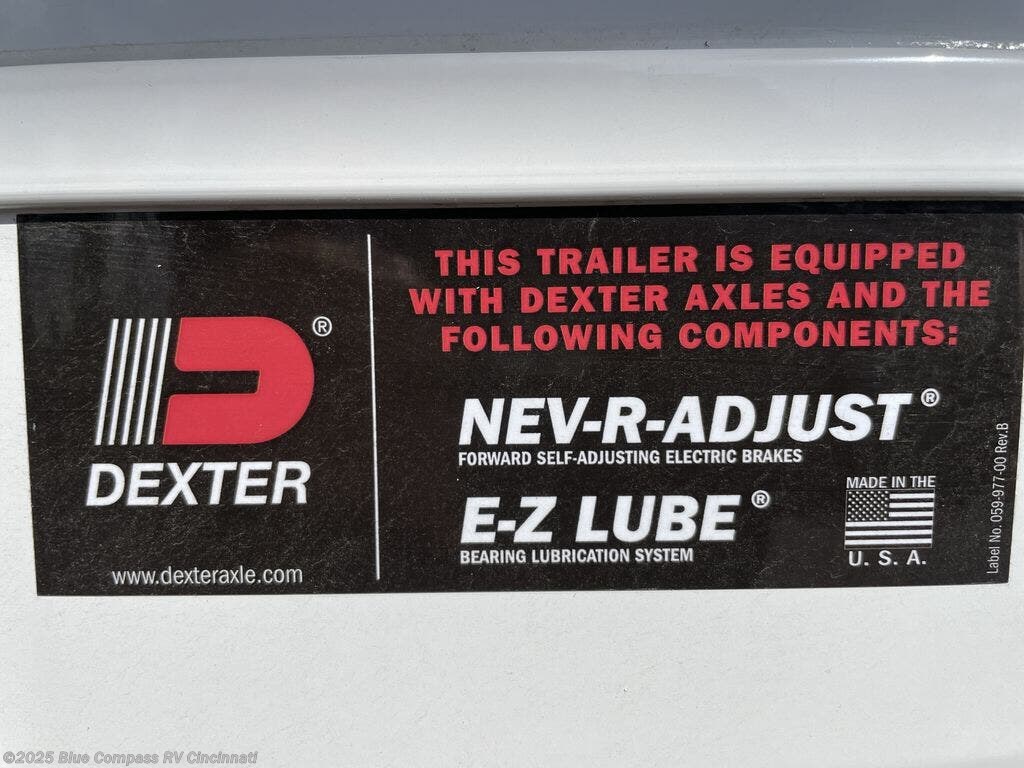 DEXTER®
www.dexteraxle.com
THIS TRAILER IS EQUIPPED
WITH DEXTER AXLES AND THE
FOLLOWING COMPONENTS:
NEV-R-ADJUST®
FORWARD SELF-ADJUSTING ELECTRIC BRAKES
E-Z LUBE®
BEARING LUBRICATION SYSTEM
MADE IN THE
U. S. A.
Label No. 059-977-00 Rev.B
©2025 Blue Compass RV Cincinnati